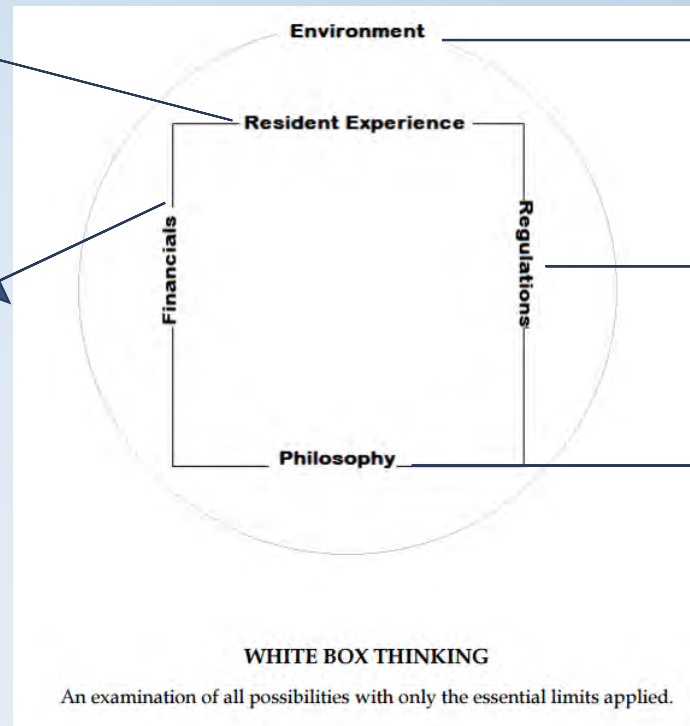 Environment
Resident Experience
Financials
Regulations
Philosophy
WHITE BOX THINKING
An examination of all possibilities with only the essential limits applied.